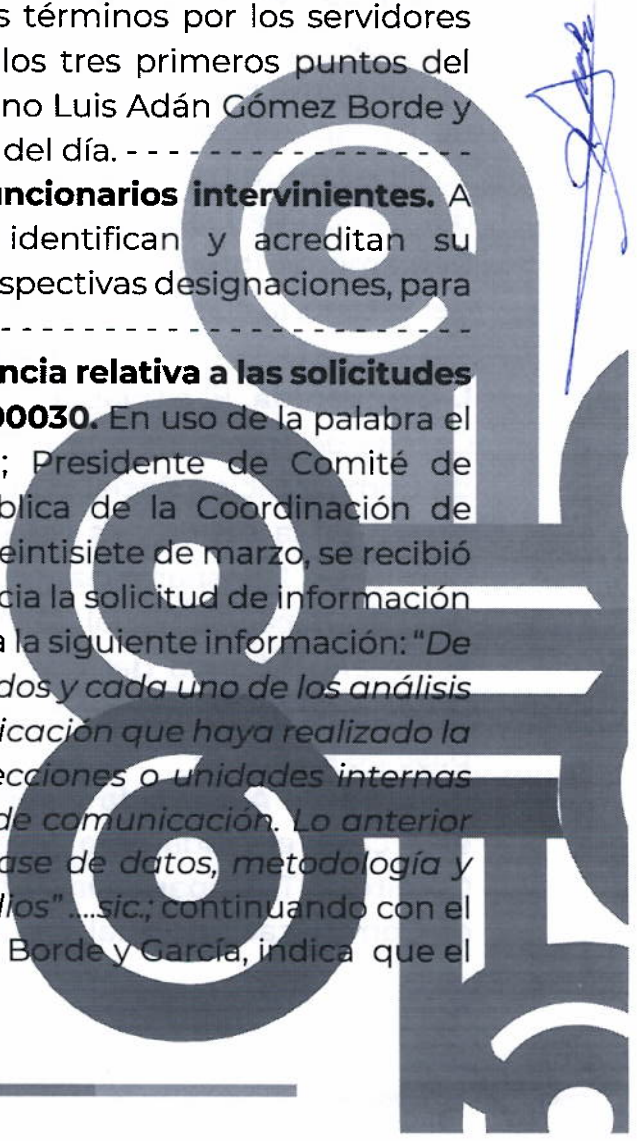 s términos por los servidores
los tres primeros puntos del
no Luis Adán Gómez Borde y
del día. - - - - - - - - - - - - - - - - - -
uncionarios intervinientes. A
identifican y acreditan su
spectivas designaciones, para
- - - - - - - - - - - - - - - - - - - - - - - -
ncia relativa a las solicitudes
00030. En uso de la palabra el
; Presidente de Comité de
blica de la Coordinación de
eintisiete de marzo, se recibió
cia la solicitud de información
a la siguiente información: "De
dos y cada uno de los análisis
icación que haya realizado la
ecciones o unidades internas
de comunicación. Lo anterior
ase de datos, metodología y
lios" ....sic.; continuando con el
Borde y García, indica que el